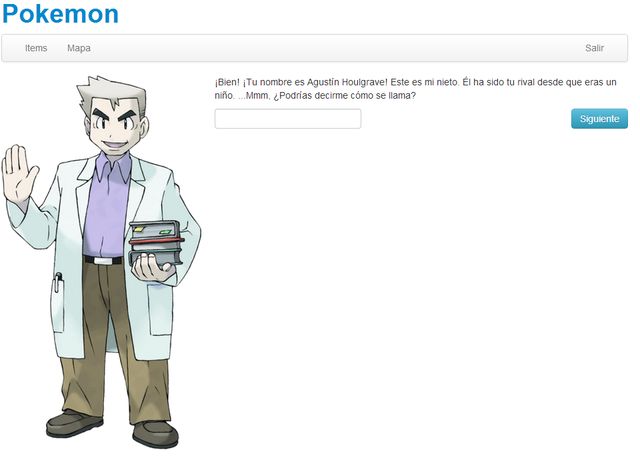 Pokemon
Items Mapa Salir
¡Bien! ¡Tu nombre es Agustín Houlgrave! Este es mi nieto. Él ha sido tu rival desde que eras un
niño. ...Mmm, ¿Podrías decirme cómo se llama?
Siguiente